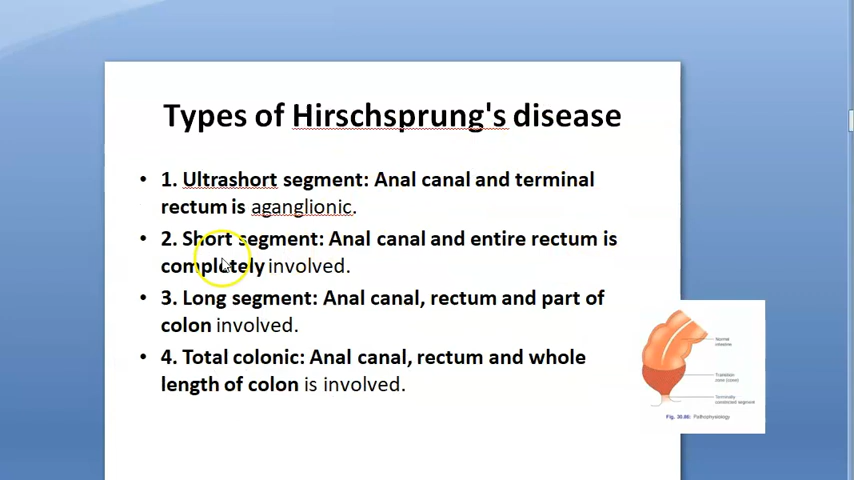 Types of Hirschsprung's disease
• 1. Ultrashort segment: Anal canal and terminal
rectum is aganglionic.
• 2. Short segment: Anal canal and entire rectum is
completely involved.
• 3. Long segment: Anal canal, rectum and part of
colon involved.
• 4. Total colonic: Anal canal, rectum and whole
length of colon is involved.
Normal
intestine
Transition
zone (cone)
Terminally
constricted segment
Fig. 30.66: Pathophysiology